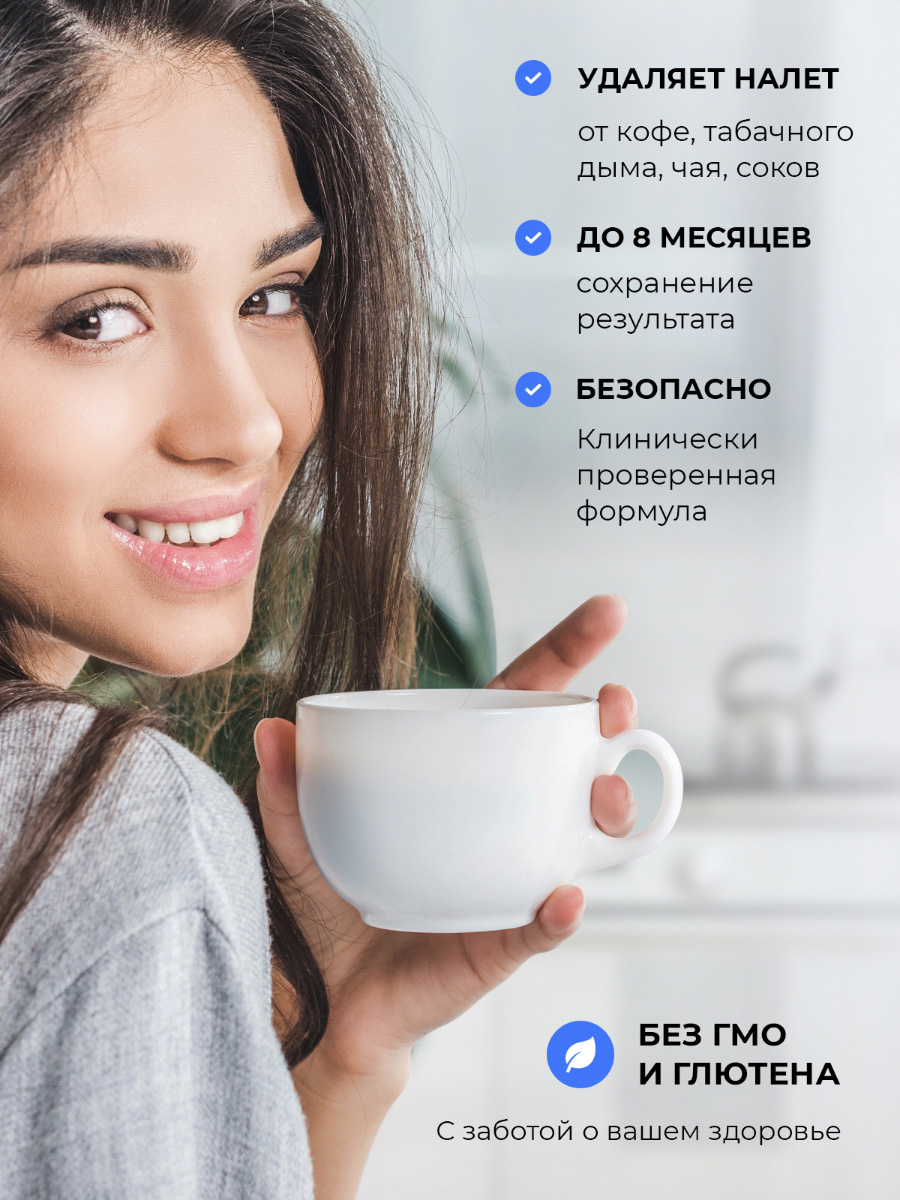 УДАЛЯЕТ НАЛЕТ
от кофе, табачного
дыма, чая, соков
ДО 8 МЕСЯЦЕВ
сохранение
результата
БЕЗОПАСНО
Клинически
проверенная
формула
БЕЗ ГМО
И ГЛЮТЕНА
С заботой о вашем здоровье